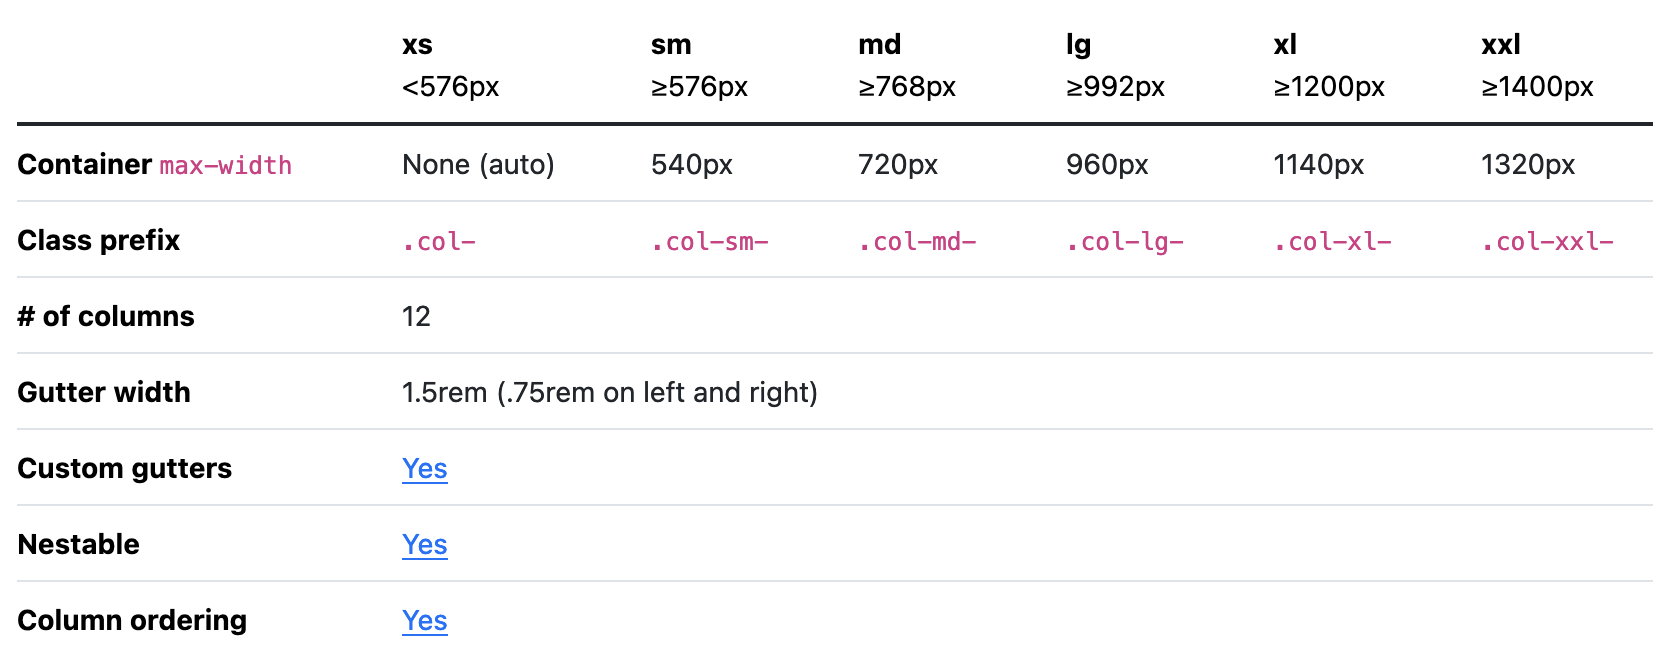 xs sm md lg xl xxl
<576px ≥576px ≥768px ≥992px ≥1200px ≥1400px
Container max-width None (auto) 540px 720px 960px 1140px 1320px
Class prefix .col- .col-sm- .col-md- .col-lg- .col-xl- .col-xxl-
# of columns 12
Gutter width 1.5rem (.75rem on left and right)
Custom gutters Yes
Nestable Yes
Column ordering Yes